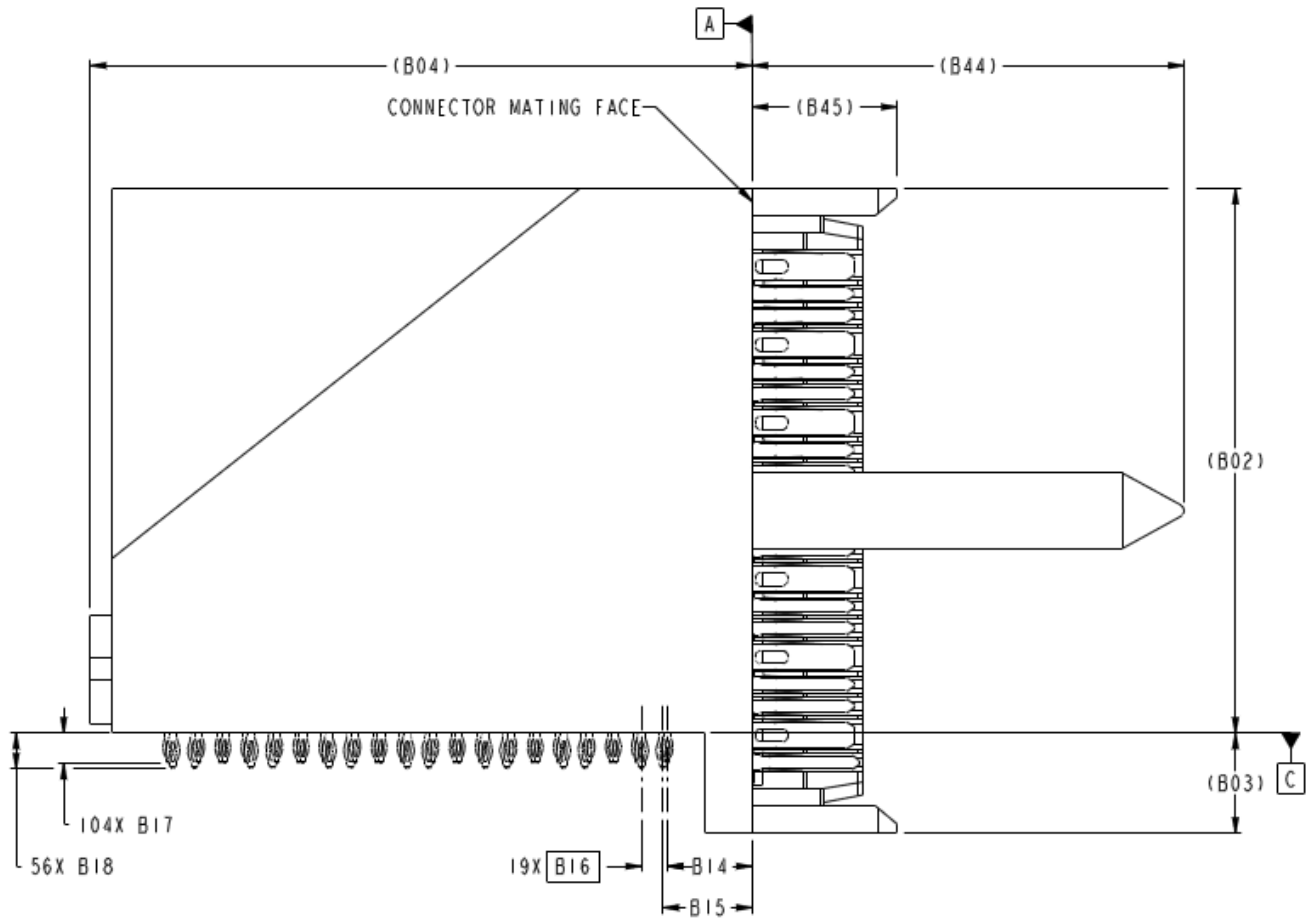 A
(B04)
(B44)
CONNECTOR MATING FACE
(B45)
(B02)
(B03)
C
104X B17
56X B18
19X B16
B14
B15